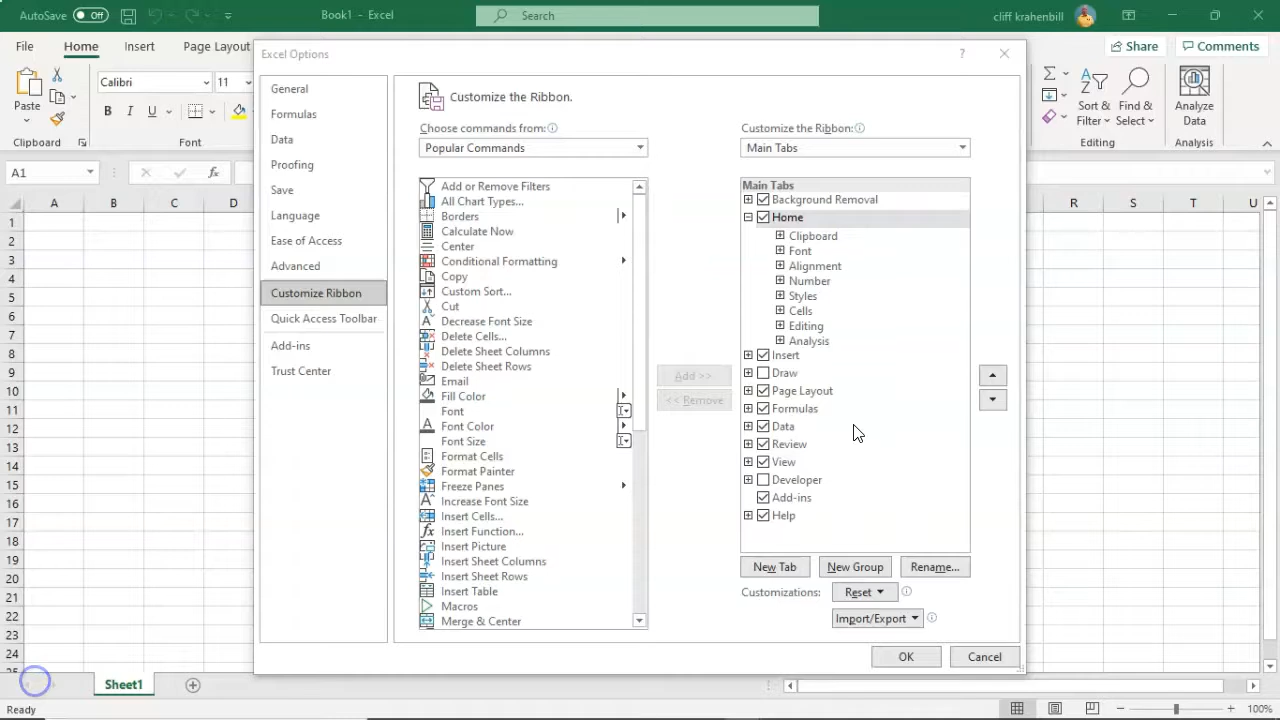 AutoSave Off Book1 - Excel Search cliff krahenbill
File Home Insert Page Layout Share Comments
Paste Calibri 11 Sort & Filter Find & Select Analyze Data
B I U
Clipboard Font Editing Analysis
A1 fx
A B C D R S T U
1
2
3
4
5
6
7
8
9
10
11
12
13
14
15
16
17
18
19
20
21
22
23
24
25
Excel Options ?
General
Formulas
Data
Proofing
Save
Language
Ease of Access
Advanced
Customize Ribbon
Quick Access Toolbar
Add-ins
Trust Center
Customize the Ribbon.
Choose commands from:
Popular Commands
Add or Remove Filters
All Chart Types...
Borders
Calculate Now
Center
Conditional Formatting
Copy
Custom Sort...
Cut
Decrease Font Size
Delete Cells...
Delete Sheet Columns
Delete Sheet Rows
Email
Fill Color
Font
Font Color
Font Size
Format Cells
Format Painter
Freeze Panes
Increase Font Size
Insert Cells...
Insert Function...
Insert Picture
Insert Sheet Columns
Insert Sheet Rows
Insert Table
Macros
Merge & Center
Add >>
<< Remove
Customize the Ribbon:
Main Tabs
Main Tabs
Background Removal
Home
Clipboard
Font
Alignment
Number
Styles
Cells
Editing
Analysis
Insert
Draw
Page Layout
Formulas
Data
Review
View
Developer
Add-ins
Help
New Tab New Group Rename...
Customizations: Reset
Import/Export
OK Cancel
Sheet1
Ready 100%